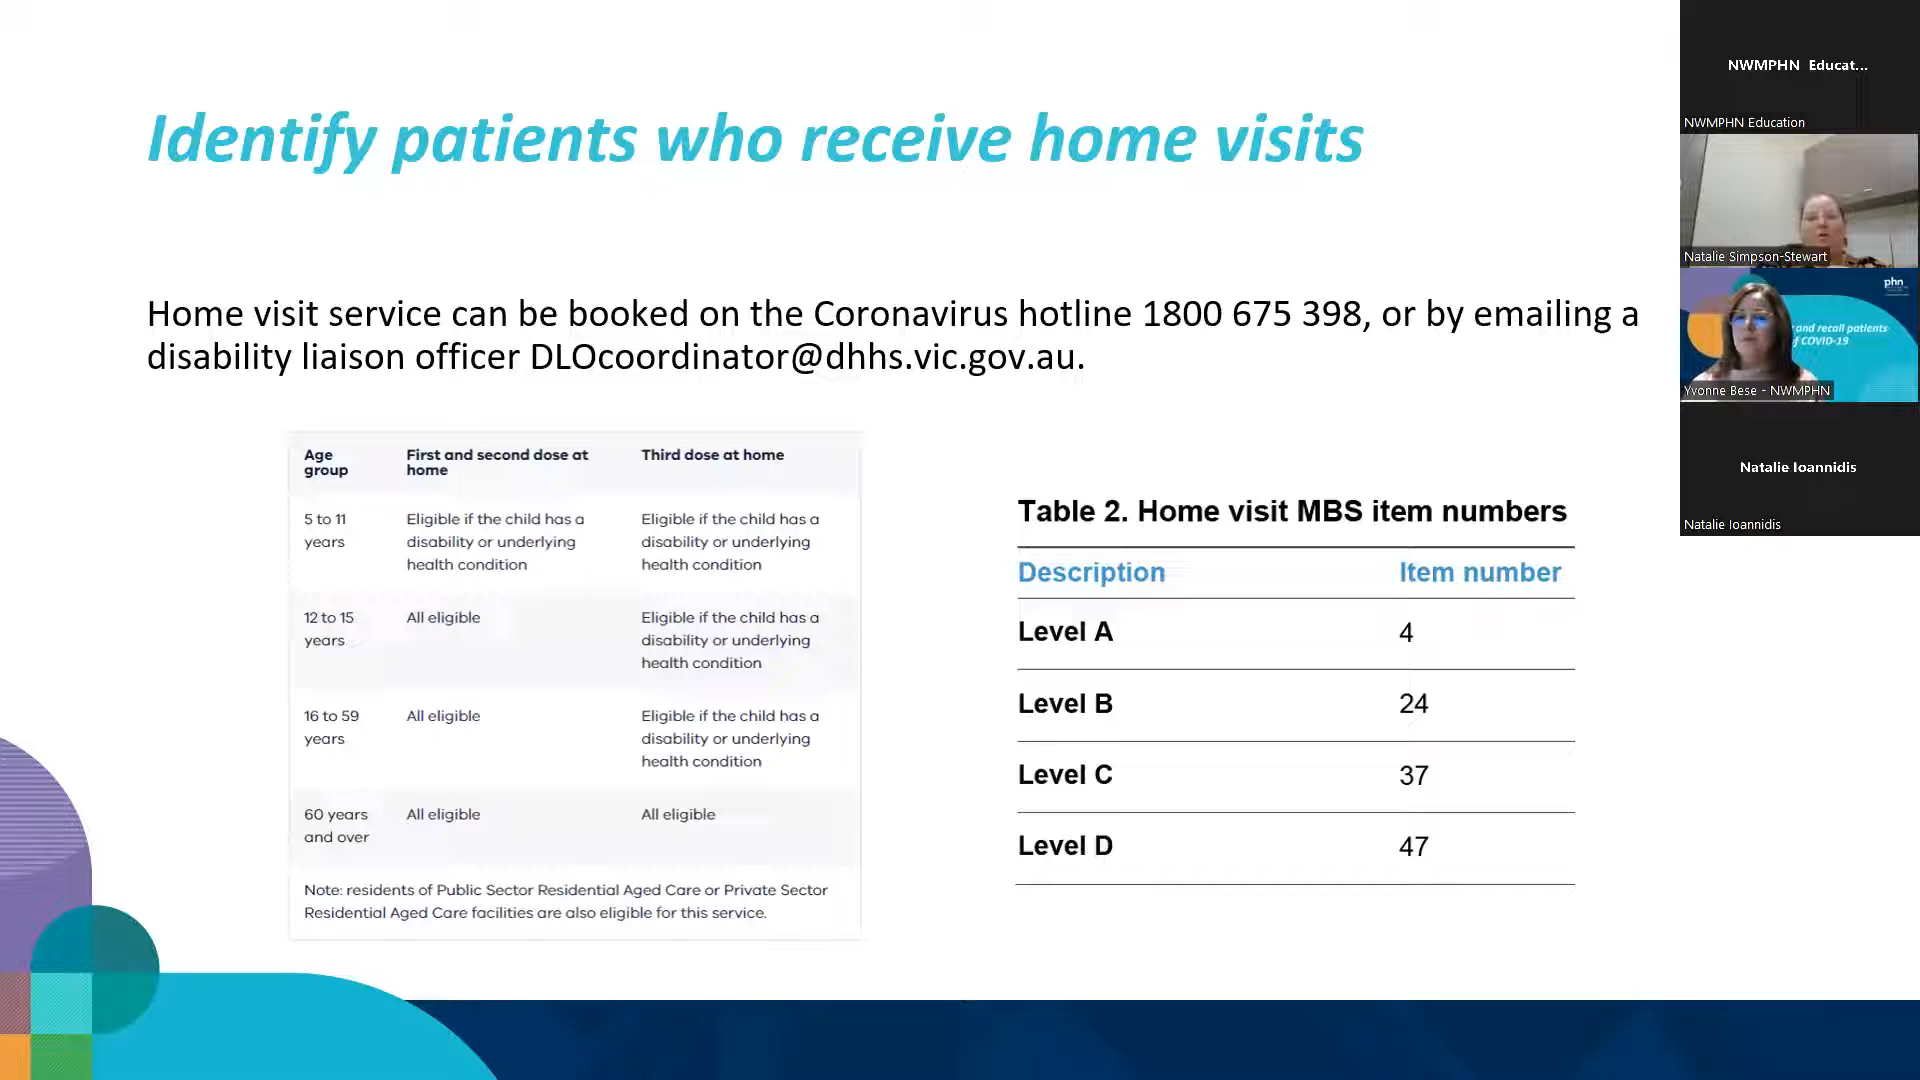 Identify patients who receive home visits
Home visit service can be booked on the Coronavirus hotline 1800 675 398, or by emailing a
disability liaison officer DLOcoordinator@dhhs.vic.gov.au.
Age
group
First and second dose at
home
Third dose at home
5 to 11
years
Eligible if the child has a
disability or underlying
health condition
Eligible if the child has a
disability or underlying
health condition
12 to 15
years
All eligible
Eligible if the child has a
disability or underlying
health condition
16 to 59
years
All eligible
Eligible if the child has a
disability or underlying
health condition
60 years
and over
All eligible
All eligible
Note: residents of Public Sector Residential Aged Care or Private Sector
Residential Aged Care facilities are also eligible for this service.
Table 2. Home visit MBS item numbers
Description Item number
Level A 4
Level B 24
Level C 37
Level D 47
NWMPHN Educat...
NWMPHN Education
Natalie Simpson-Stewart
phn
and recall patients
f COVID-19
Yvonne Bese - NWMPHN
Natalie Ioannidis
Natalie Ioannidis